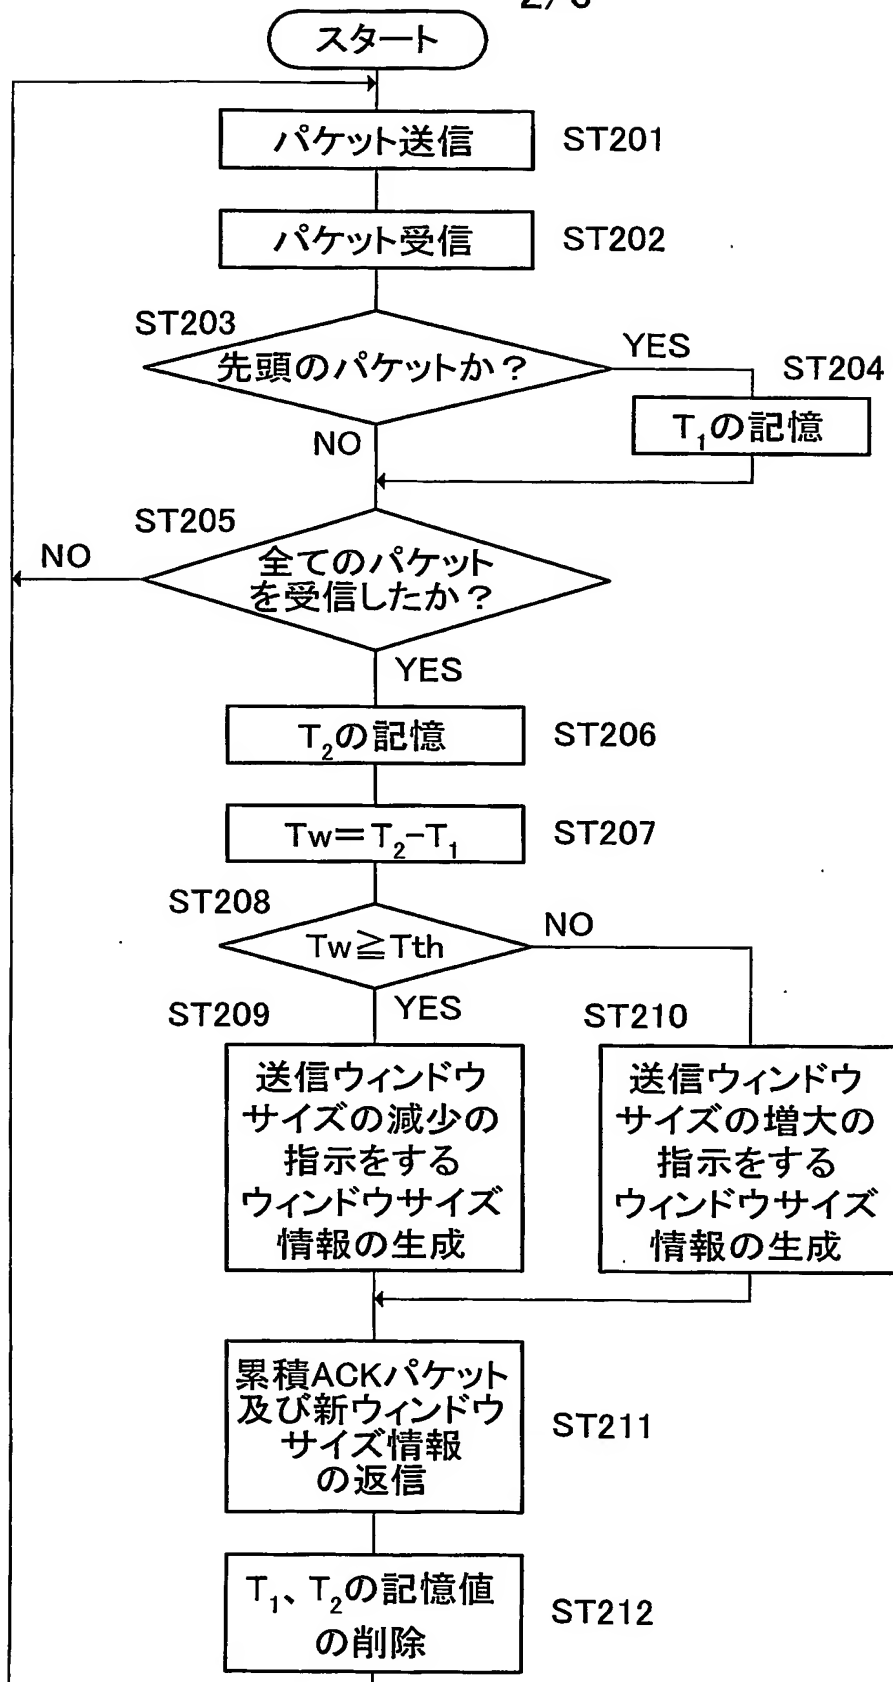 スタート
パケット送信 ST201
パケット受信 ST202
ST203
先頭のパケットか？
YES
ST204
T₁の記憶
NO
ST205
NO
全てのパケット
を受信したか？
YES
T₂の記憶 ST206
Tw＝T₂−T₁ ST207
ST208
Tw≧Tth
NO
YES
ST209
送信ウィンドウ
サイズの減少の
指示をする
ウィンドウサイズ
情報の生成
ST210
送信ウィンドウ
サイズの増大の
指示をする
ウィンドウサイズ
情報の生成
累積ACKパケット
及び新ウィンドウ
サイズ情報
の返信
ST211
T₁、T₂の記憶値
の削除
ST212